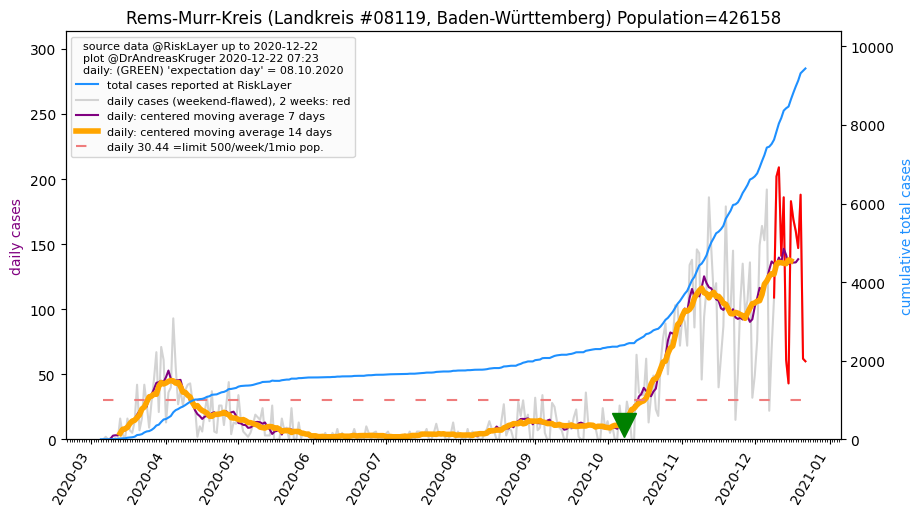 Rems-Murr-Kreis (Landkreis #08119, Baden-Württemberg) Population=426158
source data @RiskLayer up to 2020-12-22
plot @DrAndreasKruger 2020-12-22 07:23
daily: (GREEN) 'expectation day' = 08.10.2020
total cases reported at RiskLayer
daily cases (weekend-flawed), 2 weeks: red
daily: centered moving average 7 days
daily: centered moving average 14 days
daily 30.44 =limit 500/week/1mio pop.
daily cases
300
250
200
150
100
50
0
cumulative total cases
10000
8000
6000
4000
2000
0
2020-03
2020-04
2020-05
2020-06
2020-07
2020-08
2020-09
2020-10
2020-11
2020-12
2021-01